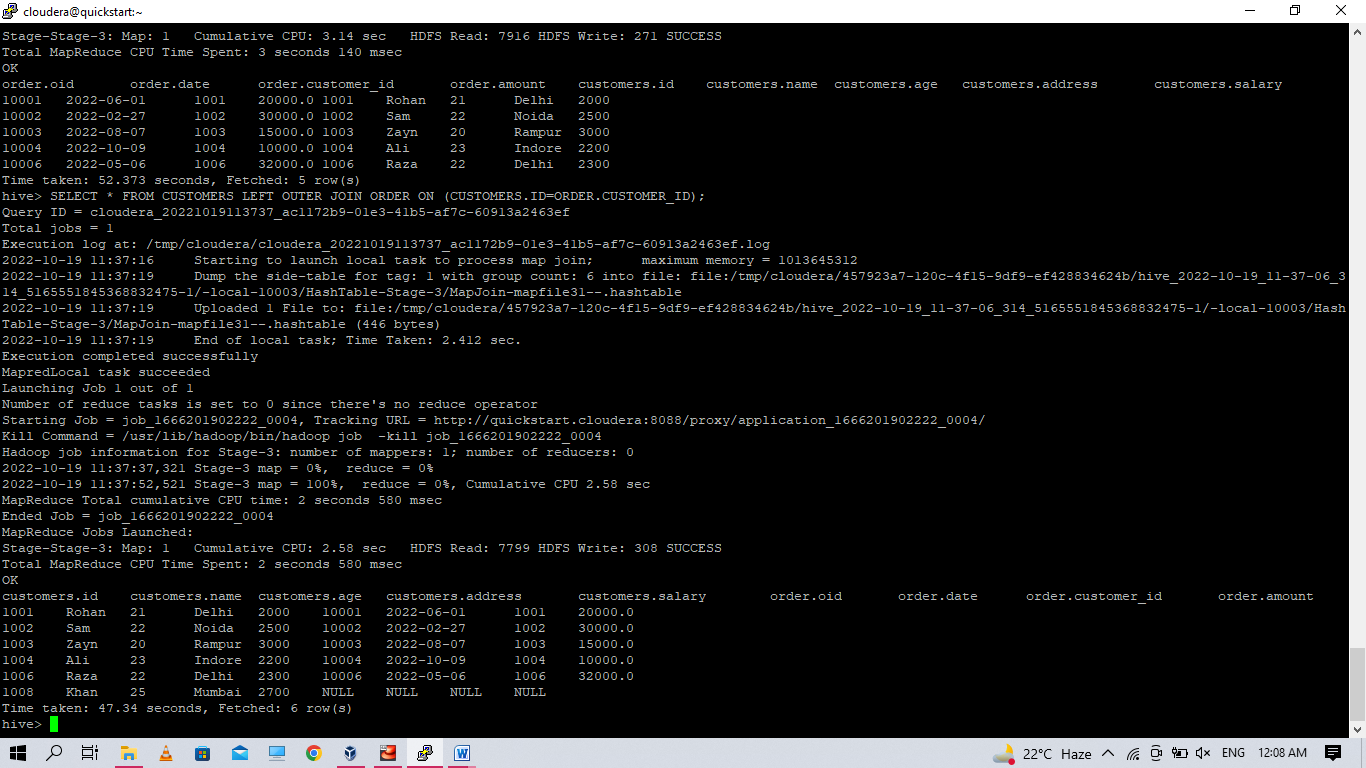 cloudera@quickstart:~
Stage-Stage-3: Map: 1   Cumulative CPU: 3.14 sec   HDFS Read: 7916 HDFS Write: 271 SUCCESS
Total MapReduce CPU Time Spent: 3 seconds 140 msec
OK
order.oid       order.date      order.customer_id       order.amount    customers.id    customers.name  customers.age   customers.address       customers.salary
10001   2022-06-01      1001    20000.0 1001    Rohan   21      Delhi   2000
10002   2022-02-27      1002    30000.0 1002    Sam     22      Noida   2500
10003   2022-08-07      1003    15000.0 1003    Zayn    20      Rampur  3000
10004   2022-10-09      1004    10000.0 1004    Ali     23      Indore  2200
10006   2022-05-06      1006    32000.0 1006    Raza    22      Delhi   2300
Time taken: 52.373 seconds, Fetched: 5 row(s)
hive> SELECT * FROM CUSTOMERS LEFT OUTER JOIN ORDER ON (CUSTOMERS.ID=ORDER.CUSTOMER_ID);
Query ID = cloudera_20221019113737_ac1172b9-01e3-41b5-af7c-60913a2463ef
Total jobs = 1
Execution log at: /tmp/cloudera/cloudera_20221019113737_ac1172b9-01e3-41b5-af7c-60913a2463ef.log
2022-10-19 11:37:16     Starting to launch local task to process map join;      maximum memory = 1013645312
2022-10-19 11:37:19     Dump the side-table for tag: 1 with group count: 6 into file: file:/tmp/cloudera/457923a7-120c-4f15-9df9-ef428834624b/hive_2022-10-19_11-37-06_3
14_5165551845368832475-1/-local-10003/HashTable-Stage-3/MapJoin-mapfile31--.hashtable
2022-10-19 11:37:19     Uploaded 1 File to: file:/tmp/cloudera/457923a7-120c-4f15-9df9-ef428834624b/hive_2022-10-19_11-37-06_314_5165551845368832475-1/-local-10003/Hash
Table-Stage-3/MapJoin-mapfile31--.hashtable (446 bytes)
2022-10-19 11:37:19     End of local task; Time Taken: 2.412 sec.
Execution completed successfully
MapredLocal task succeeded
Launching Job 1 out of 1
Number of reduce tasks is set to 0 since there's no reduce operator
Starting Job = job_1666201902222_0004, Tracking URL = http://quickstart.cloudera:8088/proxy/application_1666201902222_0004/
Kill Command = /usr/lib/hadoop/bin/hadoop job  -kill job_1666201902222_0004
Hadoop job information for Stage-3: number of mappers: 1; number of reducers: 0
2022-10-19 11:37:37,321 Stage-3 map = 0%,  reduce = 0%
2022-10-19 11:37:52,521 Stage-3 map = 100%,  reduce = 0%, Cumulative CPU 2.58 sec
MapReduce Total cumulative CPU time: 2 seconds 580 msec
Ended Job = job_1666201902222_0004
MapReduce Jobs Launched:
Stage-Stage-3: Map: 1   Cumulative CPU: 2.58 sec   HDFS Read: 7799 HDFS Write: 308 SUCCESS
Total MapReduce CPU Time Spent: 2 seconds 580 msec
OK
customers.id    customers.name  customers.age   customers.address       customers.salary        order.oid       order.date      order.customer_id       order.amount
1001    Rohan   21      Delhi   2000    10001   2022-06-01      1001    20000.0
1002    Sam     22      Noida   2500    10002   2022-02-27      1002    30000.0
1003    Zayn    20      Rampur  3000    10003   2022-08-07      1003    15000.0
1004    Ali     23      Indore  2200    10004   2022-10-09      1004    10000.0
1006    Raza    22      Delhi   2300    10006   2022-05-06      1006    32000.0
1008    Khan    25      Mumbai  2700    NULL    NULL    NULL    NULL
Time taken: 47.34 seconds, Fetched: 6 row(s)
hive>
22°C Haze ENG 12:08 AM